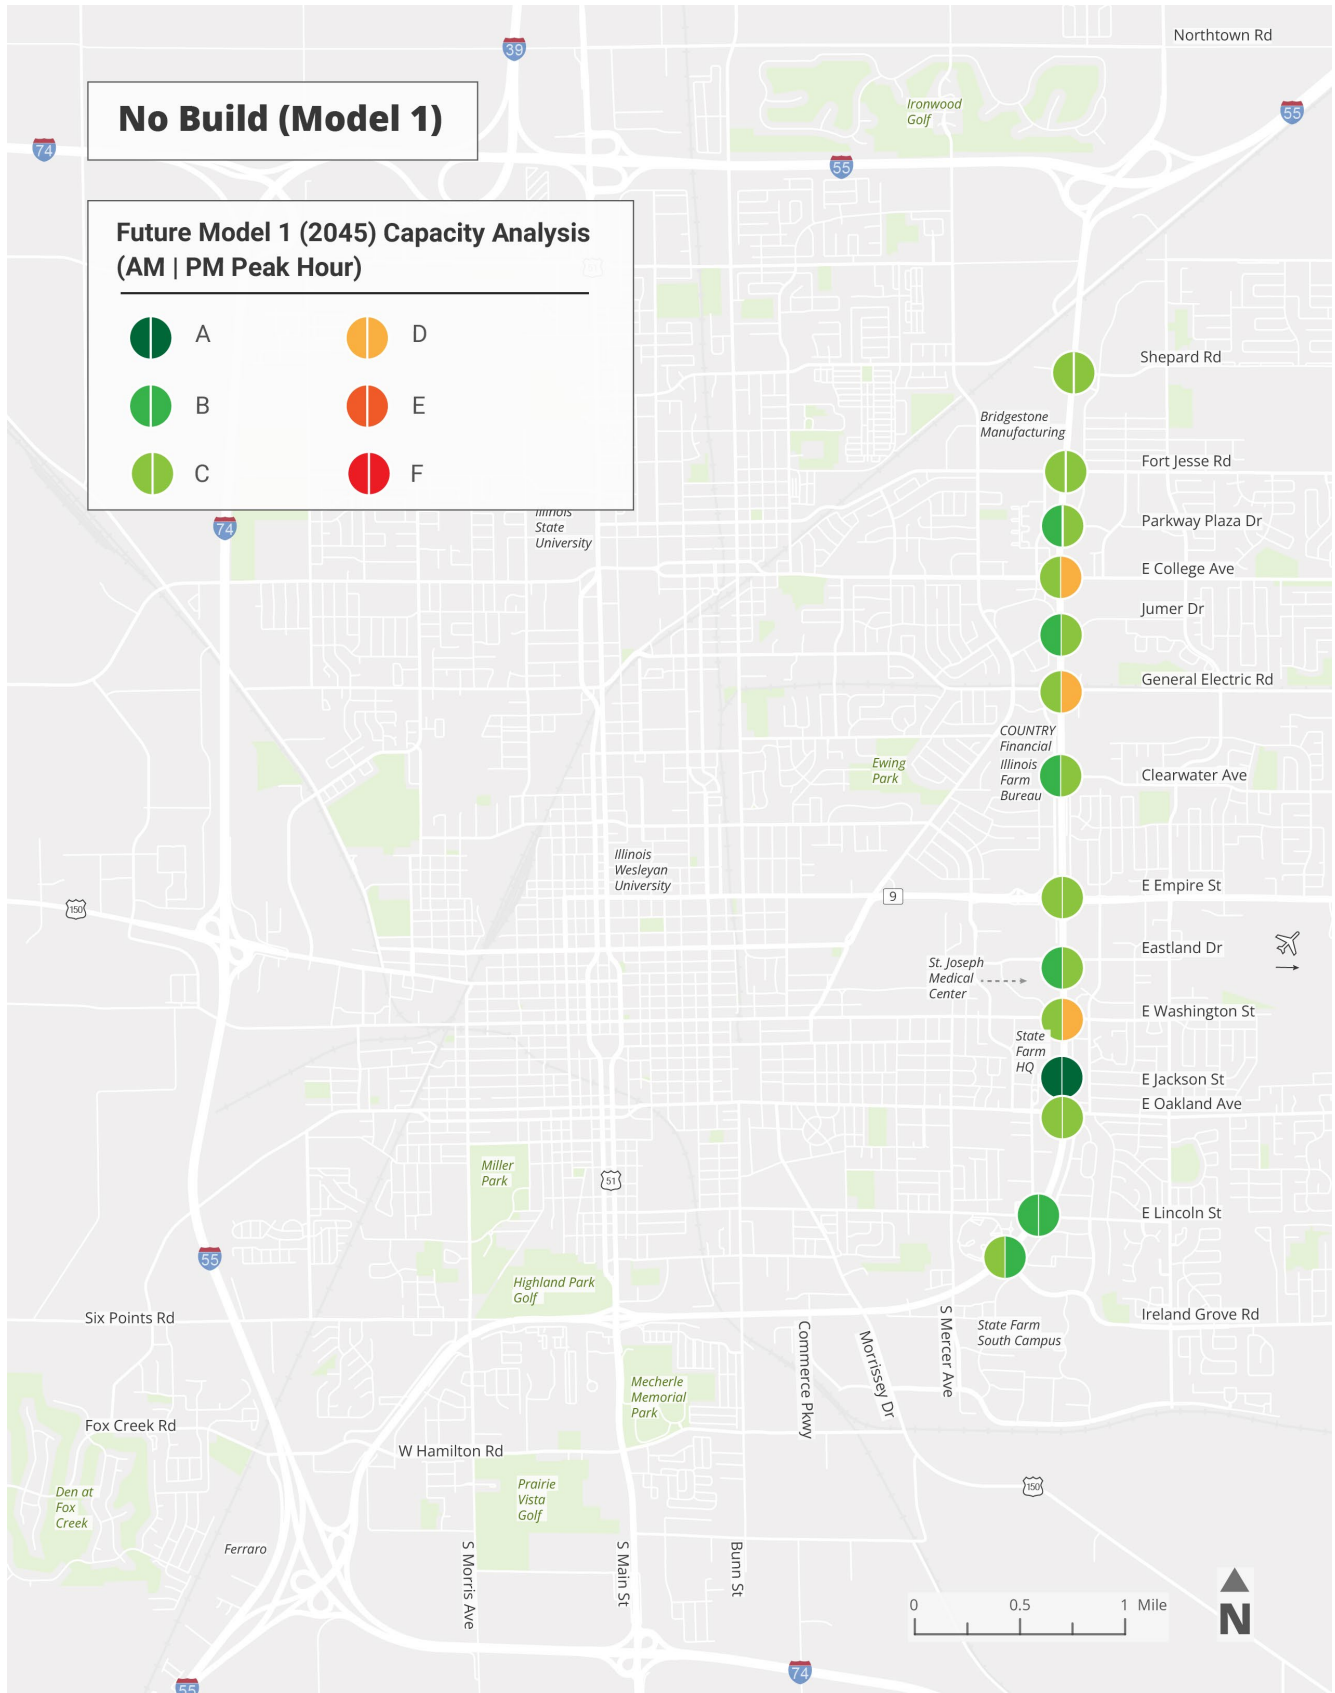 Northtown Rd
39
55
Ironwood
Golf
No Build (Model 1)
74
55
Future Model 1 (2045) Capacity Analysis
(AM | PM Peak Hour)
A
D
B
E
C
F
Shepard Rd
Bridgestone
Manufacturing
Fort Jesse Rd
Illinois
State
University
74
Parkway Plaza Dr
E College Ave
Jumer Dr
General Electric Rd
COUNTRY
Financial
Illinois
Farm
Bureau
Ewing
Park
Clearwater Ave
Illinois
Wesleyan
University
E Empire St
9
150
Eastland Dr
St. Joseph
Medical
Center
E Washington St
State
Farm
HQ
E Jackson St
E Oakland Ave
Miller
Park
51
E Lincoln St
55
Highland Park
Golf
Six Points Rd
Ireland Grove Rd
State Farm
South Campus
S Mercer Ave
Commerce Pkwy
Morrissey Dr
Mecherle
Memorial
Park
Fox Creek Rd
W Hamilton Rd
Den at
Fox
Creek
Prairie
Vista
Golf
150
Ferraro
S Morris Ave
S Main St
Bunn St
0 0.5 1 Mile
N
74
55